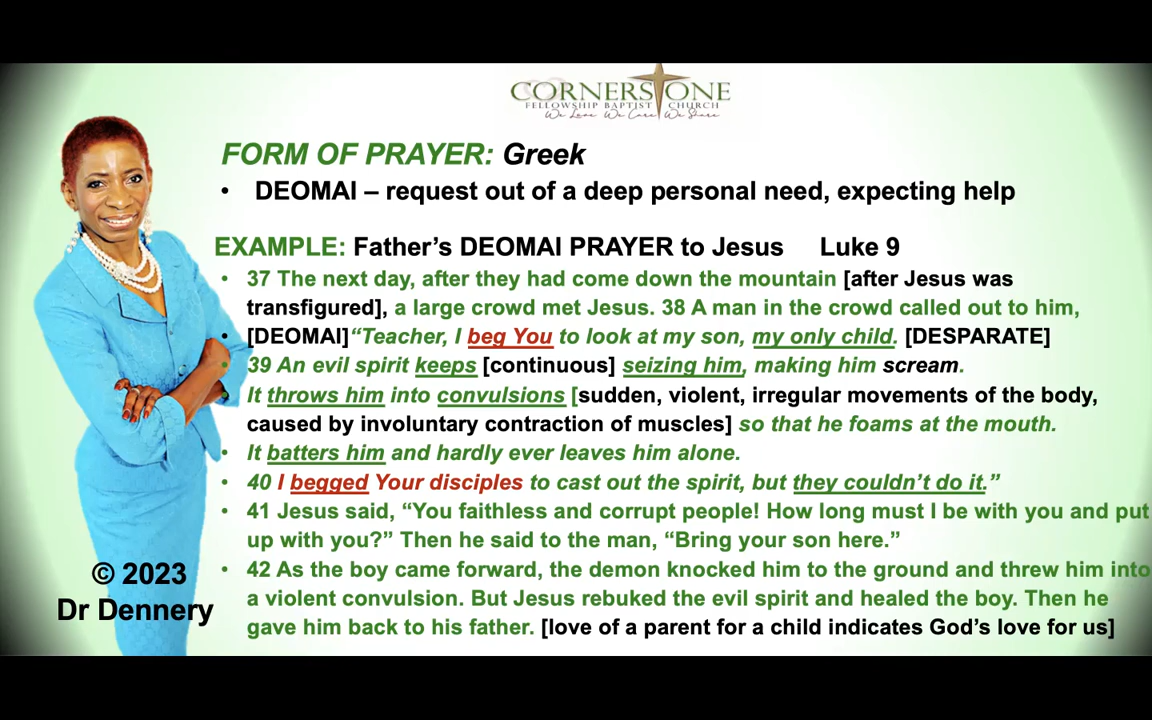 CORNERSTONE
FELLOWSHIP BAPTIST CHURCH
We Love We Care We Share
FORM OF PRAYER: Greek
• DEOMAI – request out of a deep personal need, expecting help
EXAMPLE: Father’s DEOMAI PRAYER to Jesus Luke 9
• 37 The next day, after they had come down the mountain [after Jesus was
transfigured], a large crowd met Jesus. 38 A man in the crowd called out to him,
• [DEOMAI]“Teacher, I beg You to look at my son, my only child. [DESPERATE]
• 39 An evil spirit keeps [continuous] seizing him, making him scream.
• It throws him into convulsions [sudden, violent, irregular movements of the body,
caused by involuntary contraction of muscles] so that he foams at the mouth.
• It batters him and hardly ever leaves him alone.
• 40 I begged Your disciples to cast out the spirit, but they couldn’t do it.”
• 41 Jesus said, “You faithless and corrupt people! How long must I be with you and put
up with you?” Then he said to the man, “Bring your son here.”
• 42 As the boy came forward, the demon knocked him to the ground and threw him into
a violent convulsion. But Jesus rebuked the evil spirit and healed the boy. Then he
gave him back to his father. [love of a parent for a child indicates God’s love for us]
© 2023
Dr Dennery